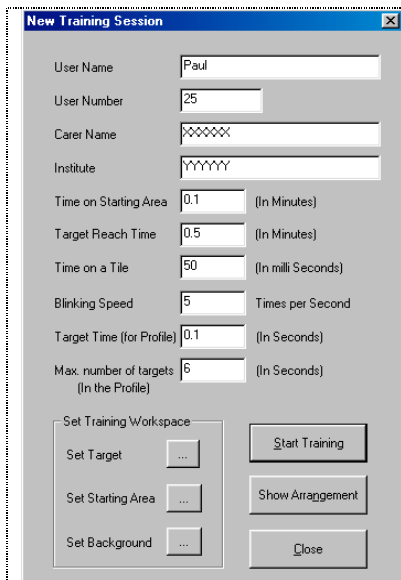 New Training Session
User Name Paul
User Number 25
Carer Name XXXXXX
Institute YYYYYY
Time on Starting Area 0.1 (In Minutes)
Target Reach Time 0.5 (In Minutes)
Time on a Tile 50 (In milli Seconds)
Blinking Speed 5 Times per Second
Target Time (for Profile) 0.1 (In Seconds)
Max. number of targets 6 (In Seconds)
(In the Profile)
Set Training Workspace
Set Target ...
Set Starting Area ...
Set Background ...
Start Training
Show Arrangement
Close